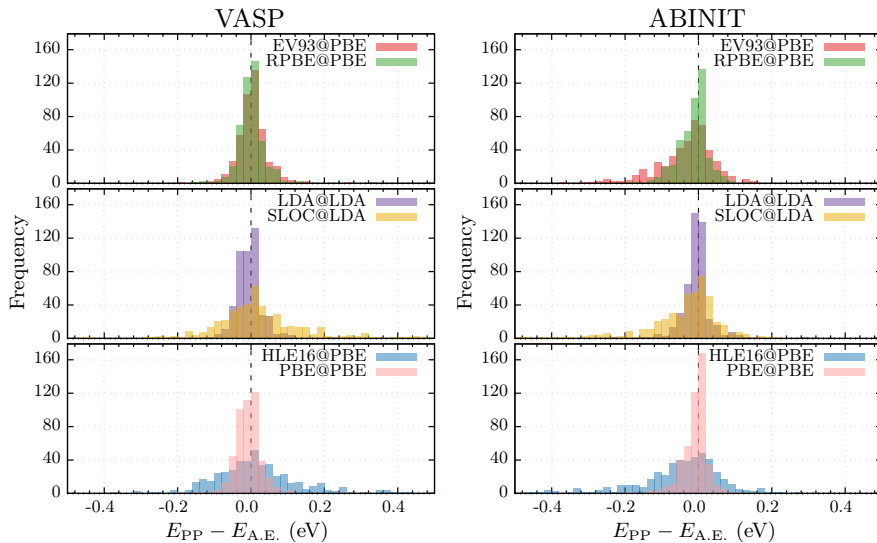 VASP
ABINIT
160
120
80
40
0
EV93@PBE
RPBE@PBE
160
120
80
40
0
EV93@PBE
RPBE@PBE
Frequency
160
120
80
40
0
LDA@LDA
SLOC@LDA
Frequency
160
120
80
40
0
LDA@LDA
SLOC@LDA
160
120
80
40
0
HLE16@PBE
PBE@PBE
-0.4 -0.2 0.0 0.2 0.4
E_PP − E_A.E. (eV)
160
120
80
40
0
HLE16@PBE
PBE@PBE
-0.4 -0.2 0.0 0.2 0.4
E_PP − E_A.E. (eV)